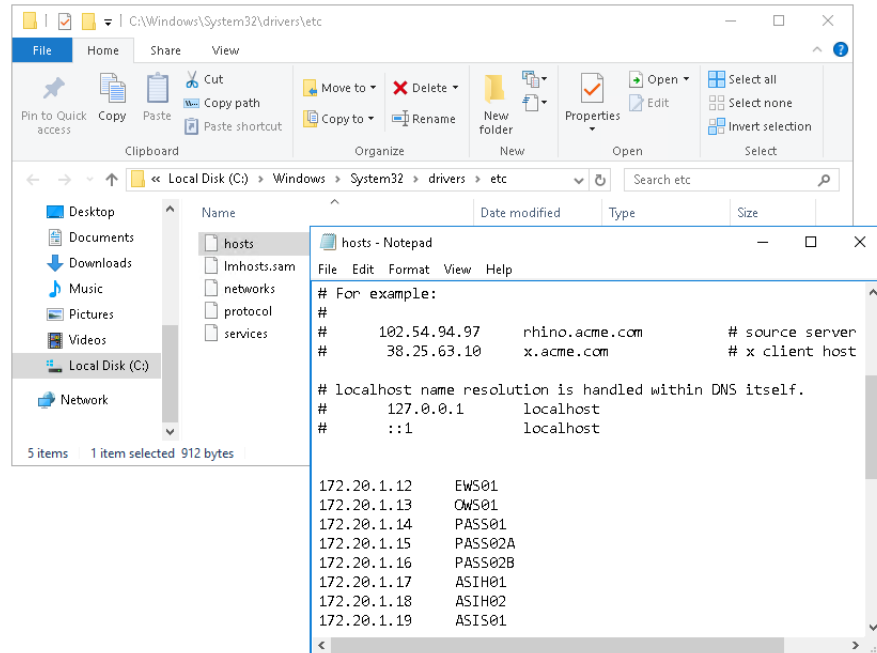 C:\Windows\System32\drivers\etc
File Home Share View
Pin to Quick access
Copy
Paste
Cut
Copy path
Paste shortcut
Move to
Copy to
Delete
Rename
New folder
Properties
Open
Edit
Select all
Select none
Invert selection
Clipboard Organize New Open Select
« Local Disk (C:) > Windows > System32 > drivers > etc
Search etc
Desktop
Documents
Downloads
Music
Pictures
Videos
Local Disk (C:)
Network
Name Date modified Type Size
hosts
lmhosts.sam
networks
protocol
services
5 items 1 item selected 912 bytes
hosts - Notepad
File Edit Format View Help
# For example:
#
# 102.54.94.97 rhino.acme.com # source server
# 38.25.63.10 x.acme.com # x client host
# localhost name resolution is handled within DNS itself.
# 127.0.0.1 localhost
# ::1 localhost
172.20.1.12 EWS01
172.20.1.13 OWS01
172.20.1.14 PASS01
172.20.1.15 PASS02A
172.20.1.16 PASS02B
172.20.1.17 ASIH01
172.20.1.18 ASIH02
172.20.1.19 ASIS01